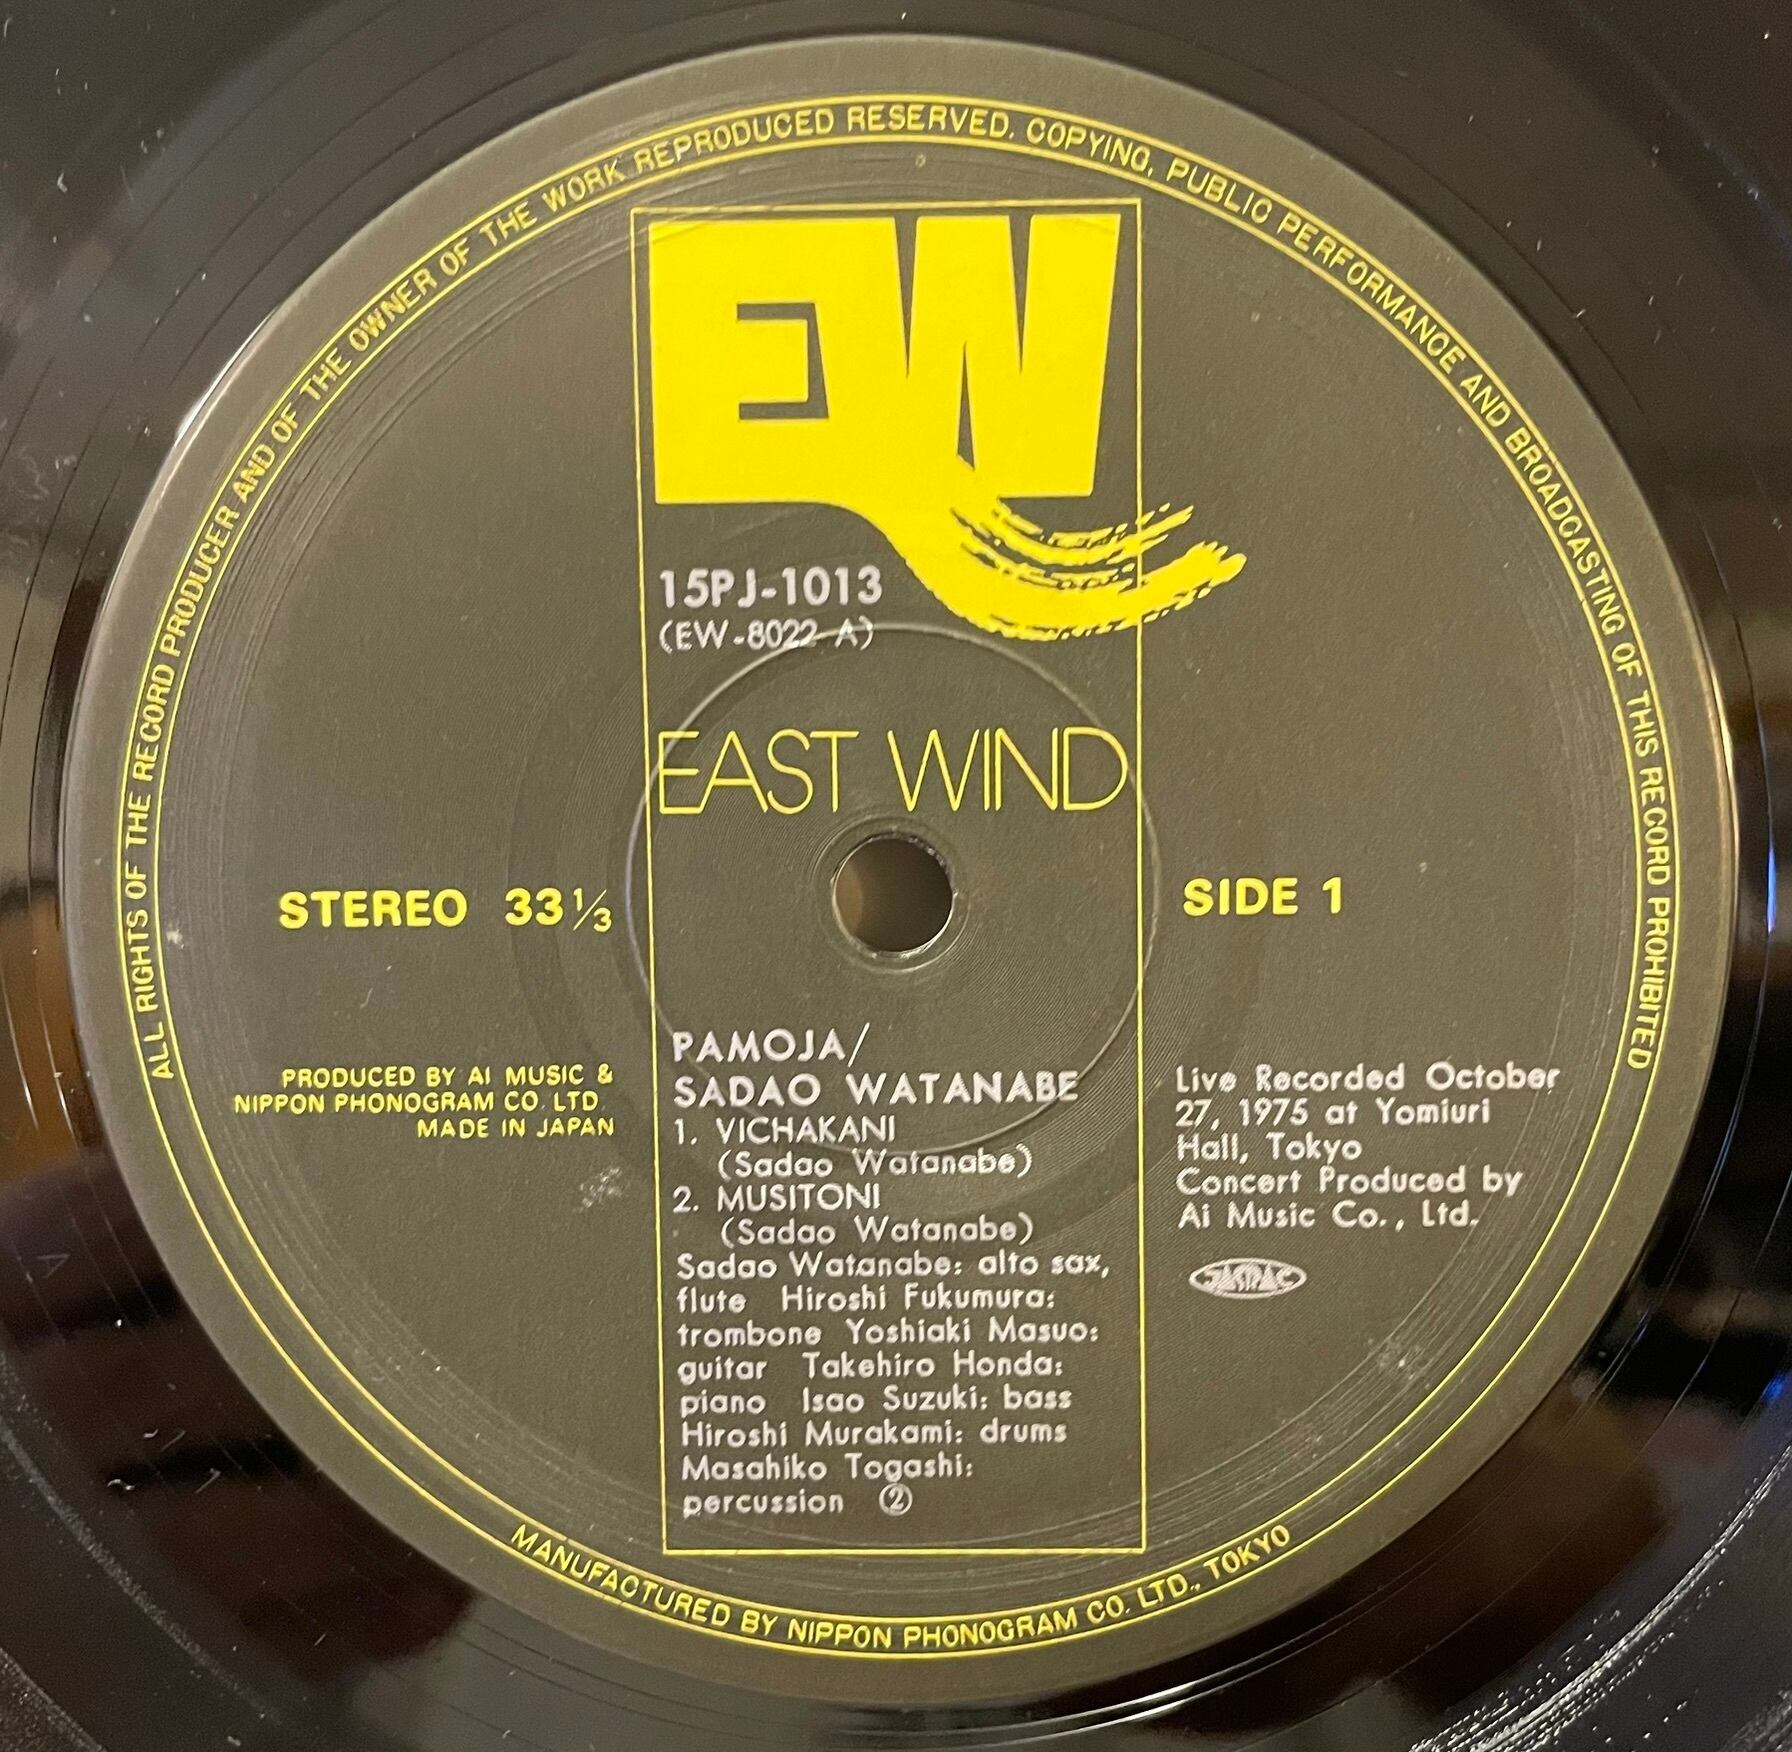 ALL RIGHTS OF THE RECORD PRODUCER AND OF THE OWNER OF THE WORK REPRODUCED RESERVED. COPYING, PUBLIC PERFORMANCE AND BROADCASTING OF THIS RECORD PROHIBITED
EW
15PJ-1013
(EW-8022 A)
EAST WIND
STEREO 33 1/3
SIDE 1
PRODUCED BY AI MUSIC &
NIPPON PHONOGRAM CO. LTD.
MADE IN JAPAN
PAMOJA/
SADAO WATANABE
1. VICHAKANI
(Sadao Watanabe)
2. MUSITONI
(Sadao Watanabe)
Sadao Watanabe: alto sax,
flute Hiroshi Fukumura:
trombone Yoshiaki Masuo:
guitar Takehiro Honda:
piano Isao Suzuki: bass
Hiroshi Murakami: drums
Masahiko Togashi:
percussion ②
Live Recorded October
27, 1975 at Yomiuri
Hall, Tokyo
Concert Produced by
Ai Music Co., Ltd.
JASRAC
MANUFACTURED BY NIPPON PHONOGRAM CO. LTD., TOKYO